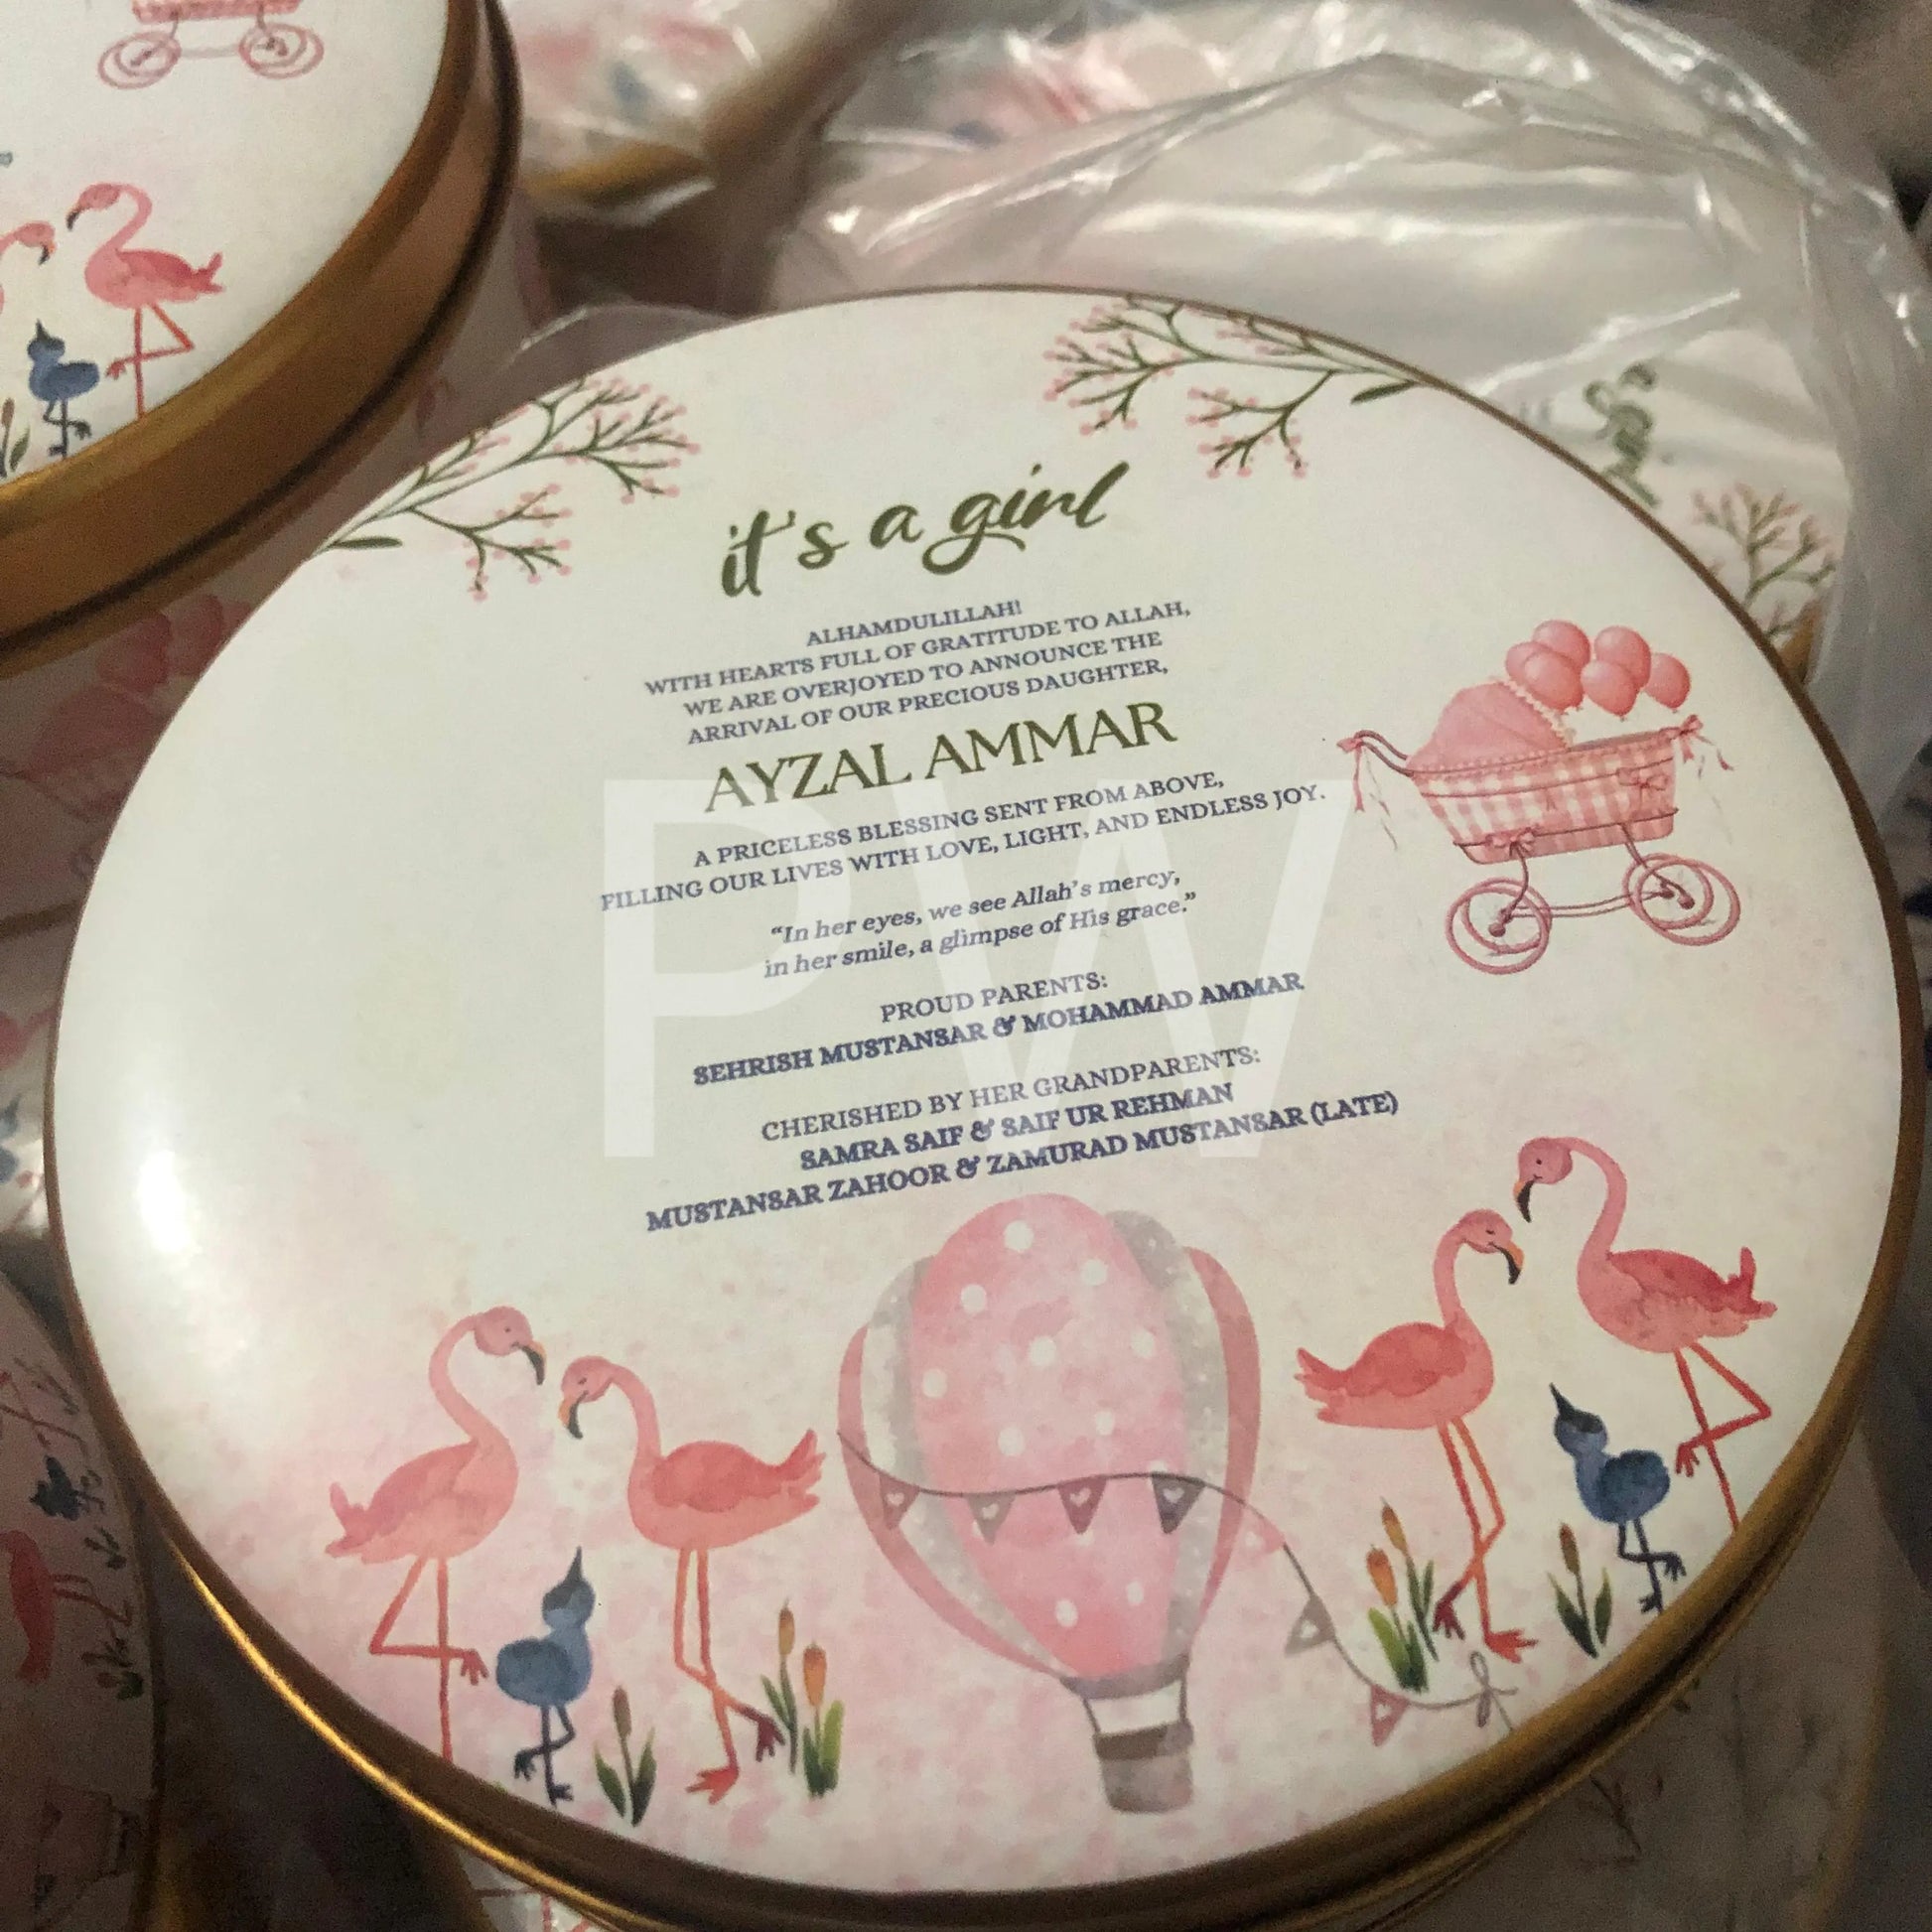 it's a girl
ALHAMDULILLAH!
WITH HEARTS FULL OF GRATITUDE TO ALLAH,
WE ARE OVERJOYED TO ANNOUNCE THE
ARRIVAL OF OUR PRECIOUS DAUGHTER,
AYZAL AMMAR
A PRICELESS BLESSING SENT FROM ABOVE,
FILLING OUR LIVES WITH LOVE, LIGHT, AND ENDLESS JOY.
“In her eyes, we see Allah’s mercy,
in her smile, a glimpse of His grace.”
PROUD PARENTS:
SEHRISH MUSTANSAR & MOHAMMAD AMMAR
CHERISHED BY HER GRANDPARENTS:
SAMRA SAIF & SAIF UR REHMAN
MUSTANSAR ZAHOOR & ZAMURAD MUSTANSAR (LATE)
PW